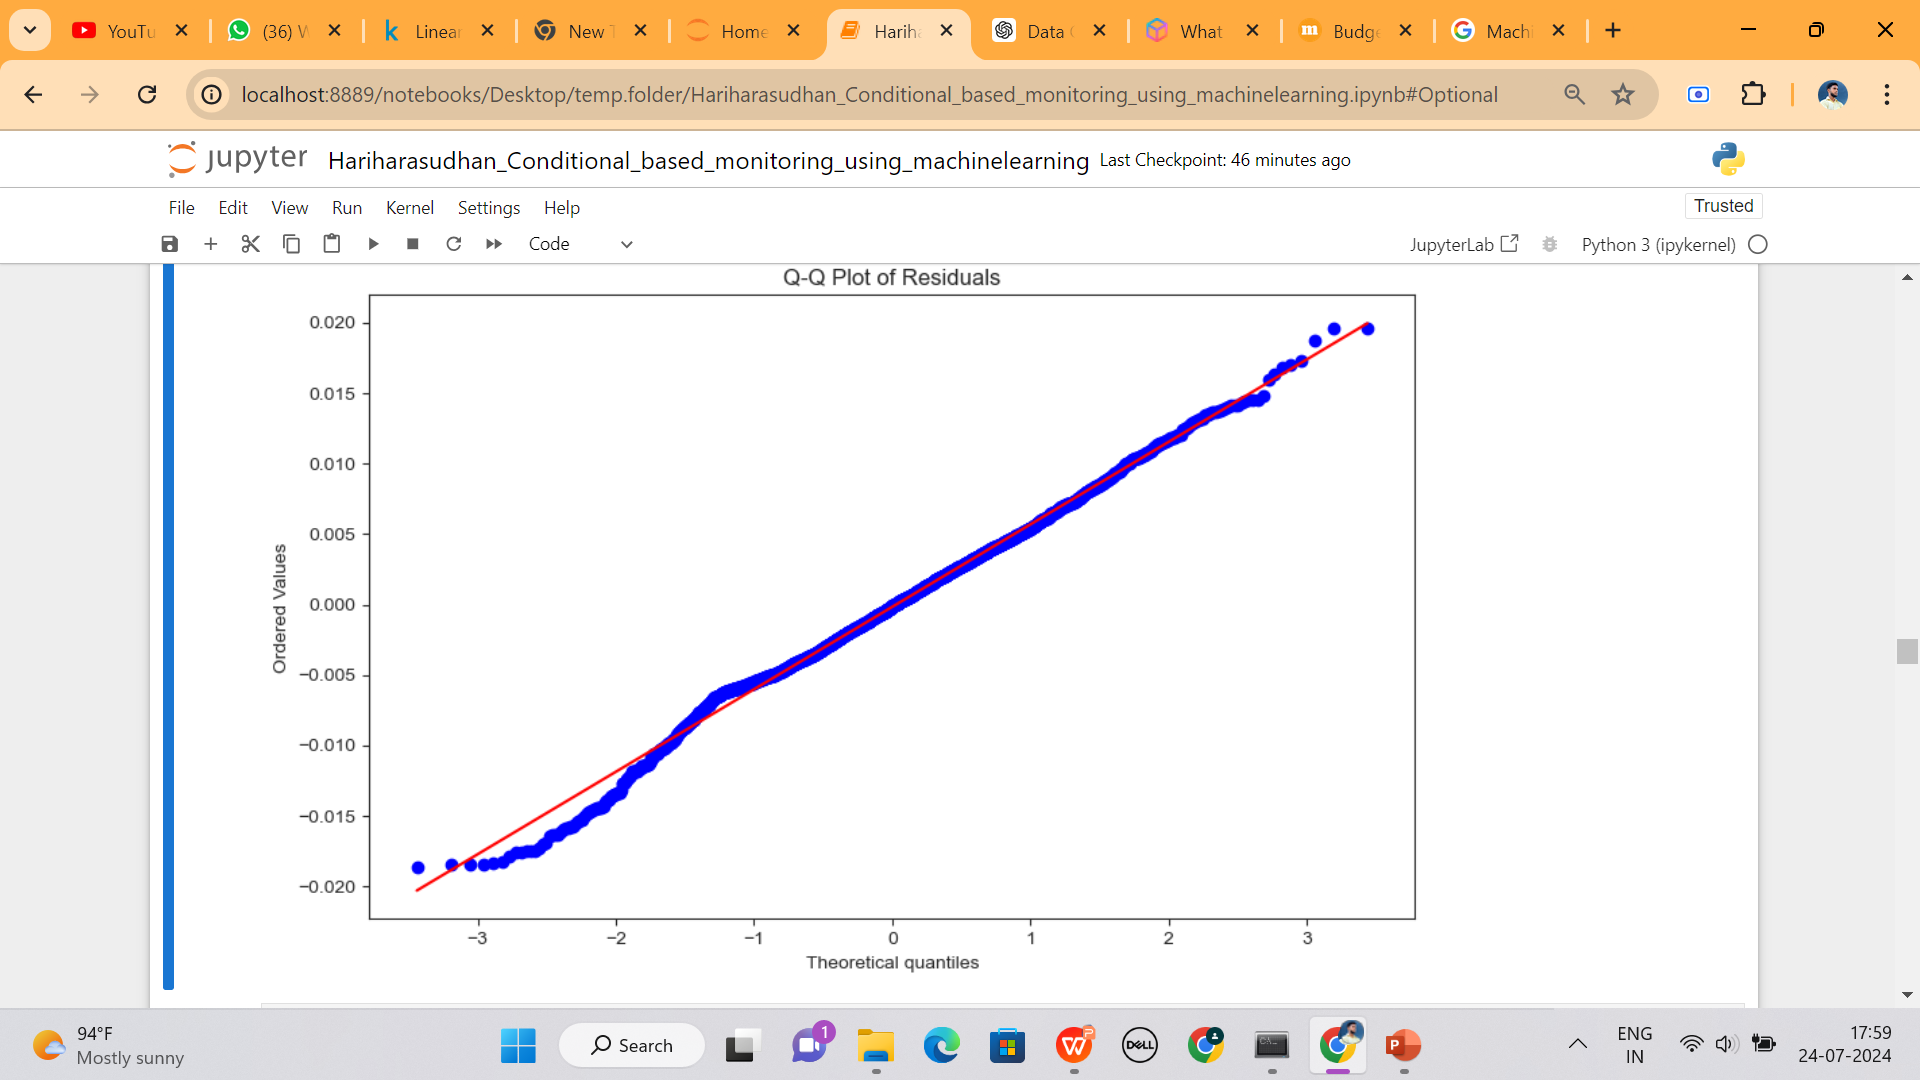 YouTu
(36) W
Linear
New T
Home
Hariha
Data
What
Budge
Machi
localhost:8889/notebooks/Desktop/temp.folder/Hariharasudhan_Conditional_based_monitoring_using_machinelearning.ipynb#Optional
jupyter Hariharasudhan_Conditional_based_monitoring_using_machinelearning Last Checkpoint: 46 minutes ago
File Edit View Run Kernel Settings Help
Trusted
Code
JupyterLab
Python 3 (ipykernel)
Q-Q Plot of Residuals
0.020
0.015
0.010
0.005
0.000
−0.005
−0.010
−0.015
−0.020
Ordered Values
−3 −2 −1 0 1 2 3
Theoretical quantiles
94°F
Mostly sunny
Search
1
DELL
ENG
IN
17:59
24-07-2024